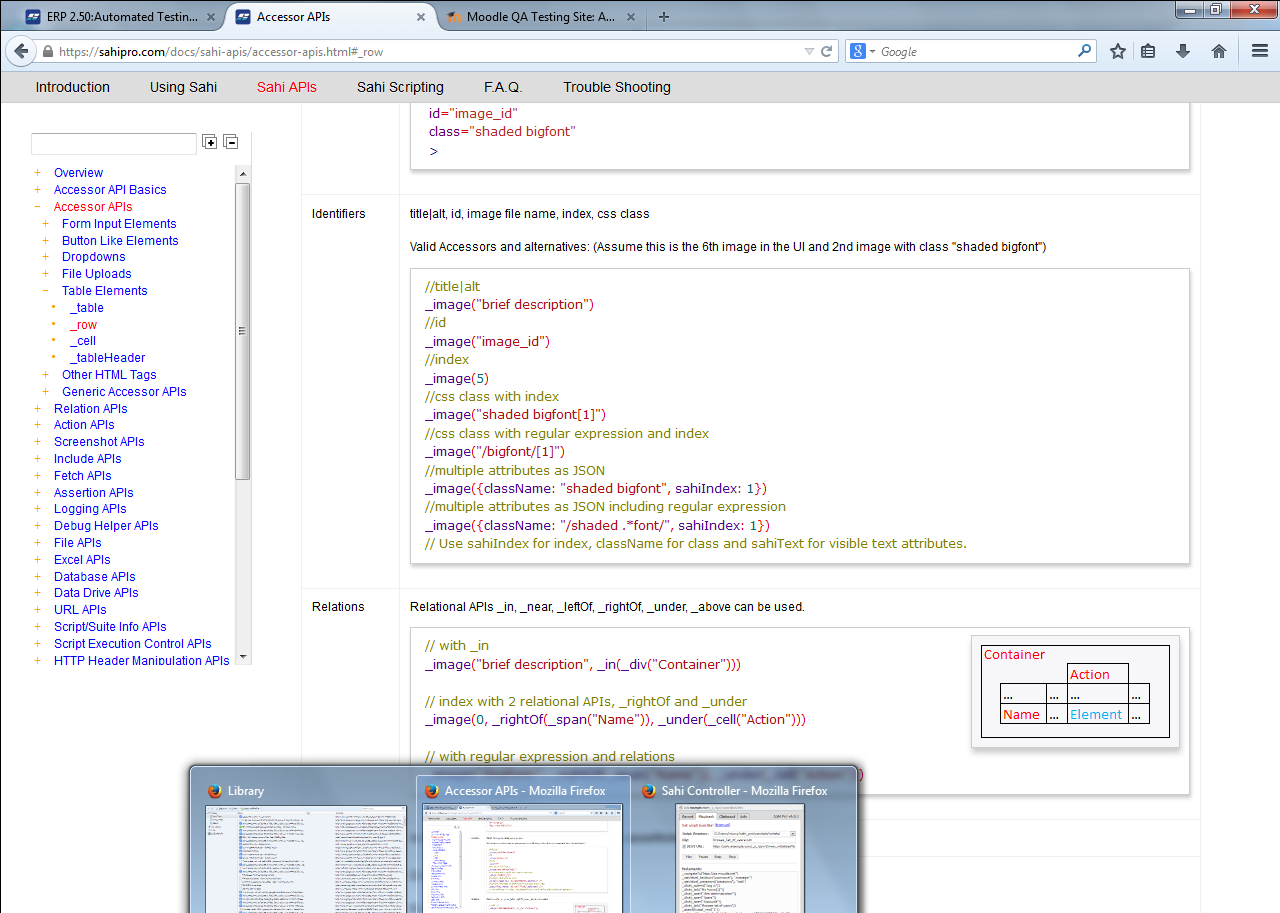 ERP 2.50:Automated Testin...
Accessor APIs
Moodle QA Testing Site: A...
https://sahipro.com/docs/sahi-apis/accessor-apis.html#_row
Google
Introduction
Using Sahi
Sahi APIs
Sahi Scripting
F.A.Q.
Trouble Shooting
Overview
Accessor API Basics
Accessor APIs
Form Input Elements
Button Like Elements
Dropdowns
File Uploads
Table Elements
_table
_row
_cell
_tableHeader
Other HTML Tags
Generic Accessor APIs
Relation APIs
Action APIs
Screenshot APIs
Include APIs
Fetch APIs
Assertion APIs
Logging APIs
Debug Helper APIs
File APIs
Excel APIs
Database APIs
Data Drive APIs
URL APIs
Script/Suite Info APIs
Script Execution Control APIs
HTTP Header Manipulation APIs
id="image_id"
class="shaded bigfont"
>
Identifiers
title|alt, id, image file name, index, css class
Valid Accessors and alternatives: (Assume this is the 6th image in the UI and 2nd image with class "shaded bigfont")
//title|alt
_image("brief description")
//id
_image("image_id")
//index
_image(5)
//css class with index
_image("shaded bigfont[1]")
//css class with regular expression and index
_image("/bigfont/[1]")
//multiple attributes as JSON
_image({className: "shaded bigfont", sahiIndex: 1})
//multiple attributes as JSON including regular expression
_image({className: "/shaded .*font/", sahiIndex: 1})
// Use sahiIndex for index, className for class and sahiText for visible text attributes.
Relations
Relational APIs _in, _near, _leftOf, _rightOf, _under, _above can be used.
// with _in
_image("brief description", _in(_div("Container")))
// index with 2 relational APIs, _rightOf and _under
_image(0, _rightOf(_span("Name")), _under(_cell("Action")))
// with regular expression and relations
Container
Action
... ... ... ...
Name ... Element ...
Library
Accessor APIs - Mozilla Firefox
Sahi Controller - Mozilla Firefox